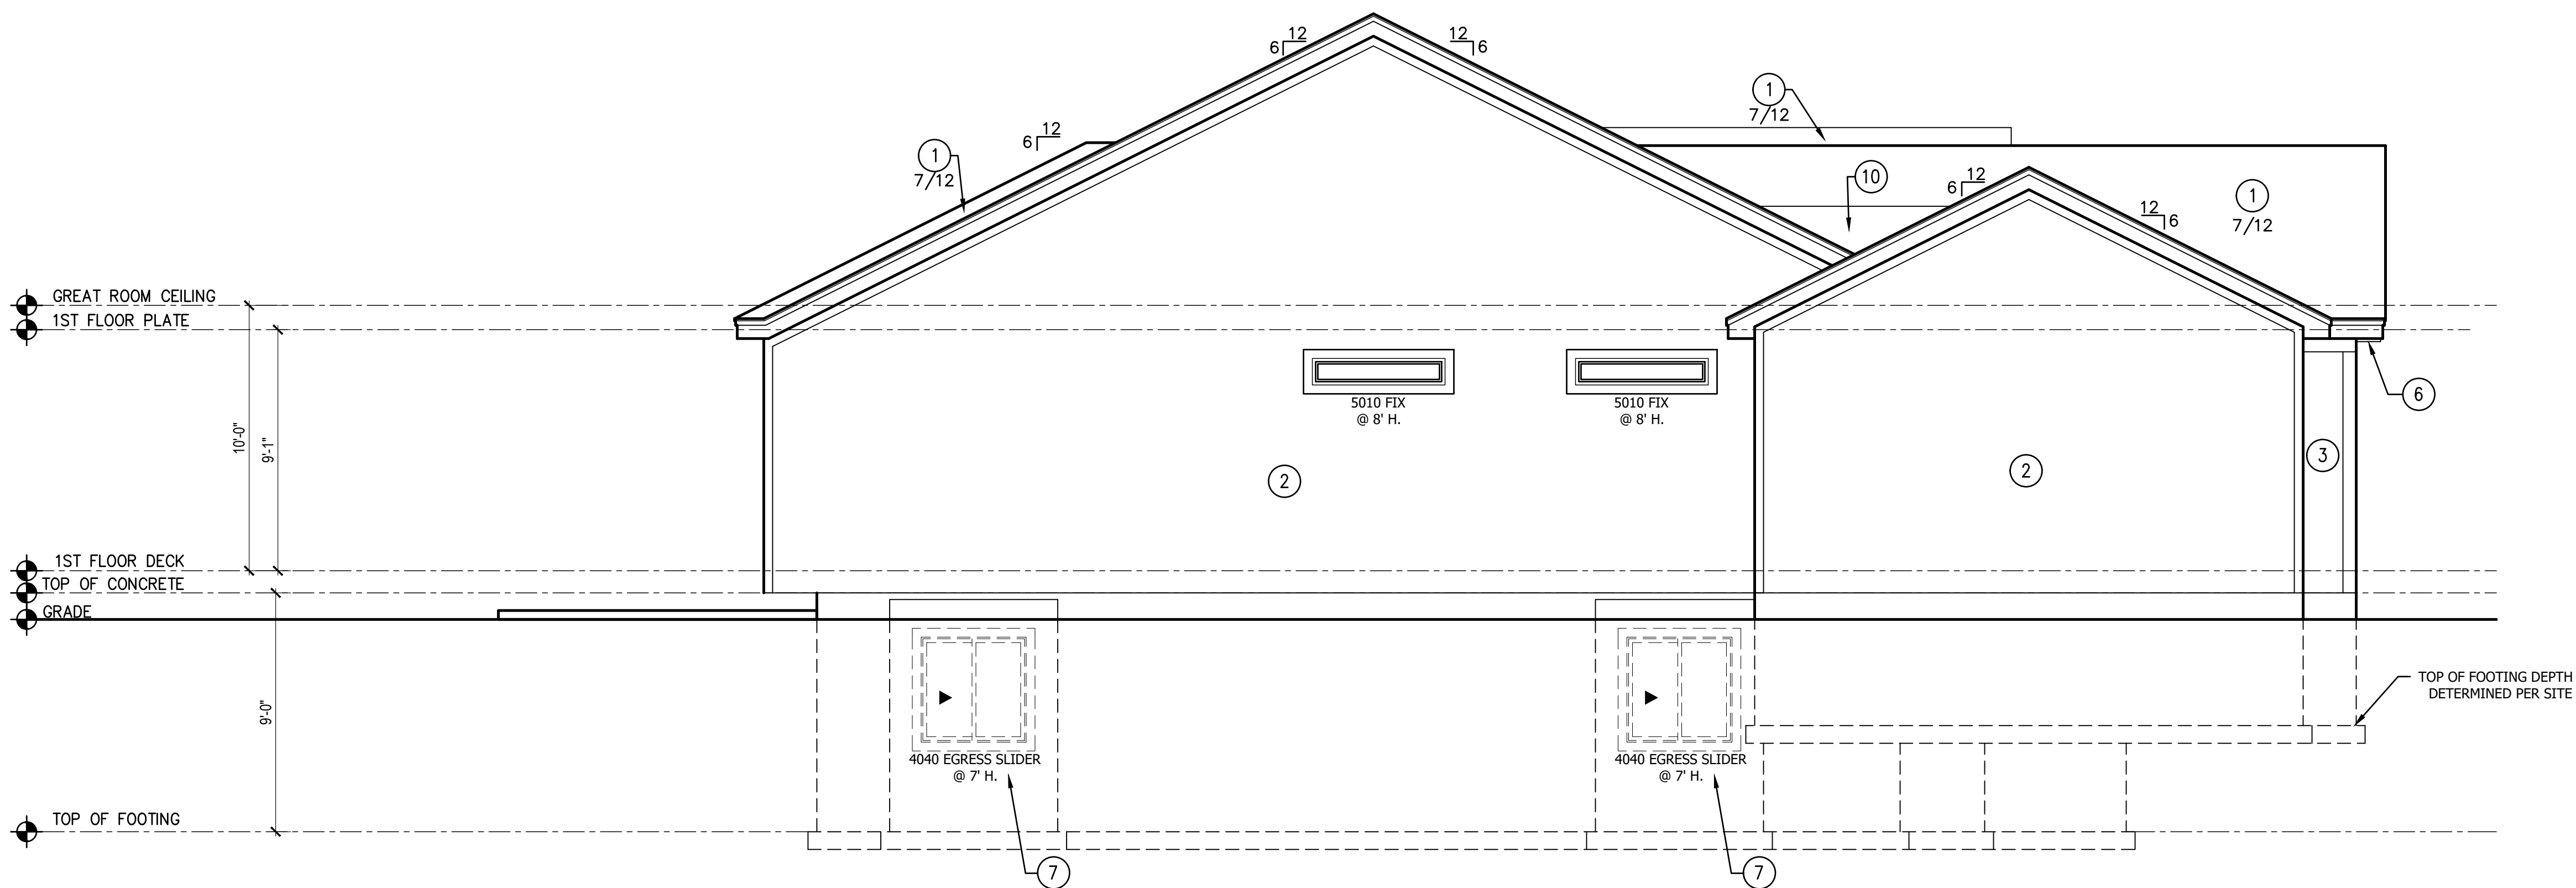 12
6
12
6
1
7/12
12
6
1
7/12
10
12
6
1
7/12
12
6
GREAT ROOM CEILING
1ST FLOOR PLATE
5010 FIX
@ 8' H.
5010 FIX
@ 8' H.
6
10'-0"
9'-1"
2
2
3
1ST FLOOR DECK
TOP OF CONCRETE
GRADE
9'-0"
4040 EGRESS SLIDER
@ 7' H.
4040 EGRESS SLIDER
@ 7' H.
TOP OF FOOTING DEPTH
DETERMINED PER SITE
TOP OF FOOTING
7
7